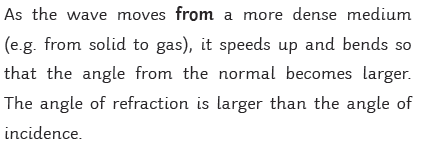 As the wave moves from a more dense medium
(e.g. from solid to gas), it speeds up and bends so
that the angle from the normal becomes larger.
The angle of refraction is larger than the angle of
incidence.